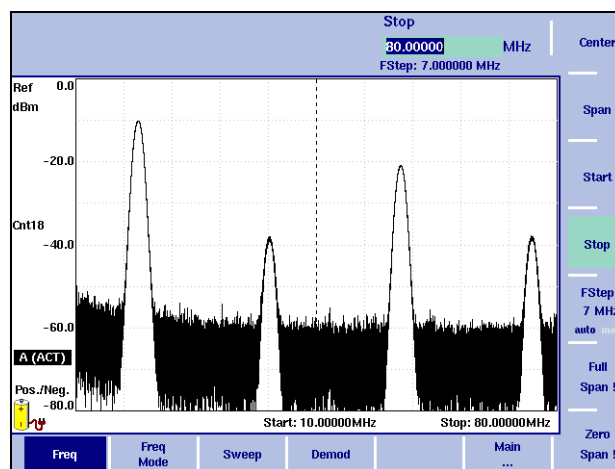 Stop
80.00000 MHz
FStep: 7.000000 MHz
Ref 0.0
dBm
-20.0
Cnt18
-40.0
-60.0
A (ACT)
Pos./Neg.
-80.0
Start: 10.00000MHz Stop: 80.00000MHz
Center
Span
Start
Stop
FStep
7 MHz
auto
Full
Span
Zero
Span
Freq
Freq
Mode
Sweep
Demod
Main
...